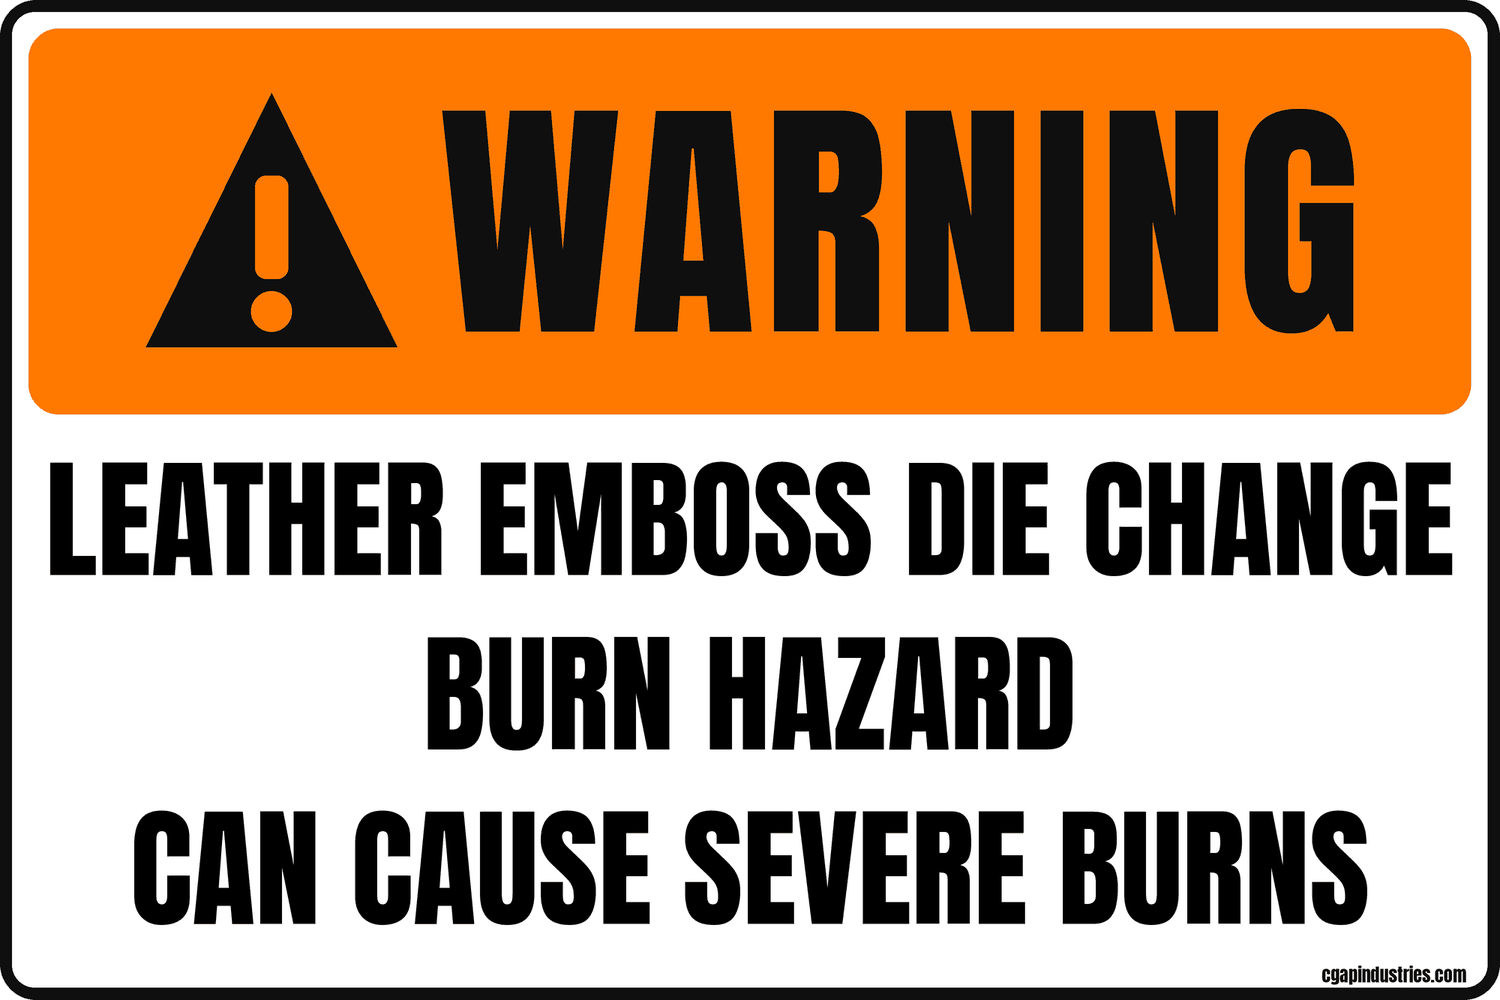 WARNING
LEATHER EMBOSS DIE CHANGE
BURN HAZARD
CAN CAUSE SEVERE BURNS
cgapindustries.com